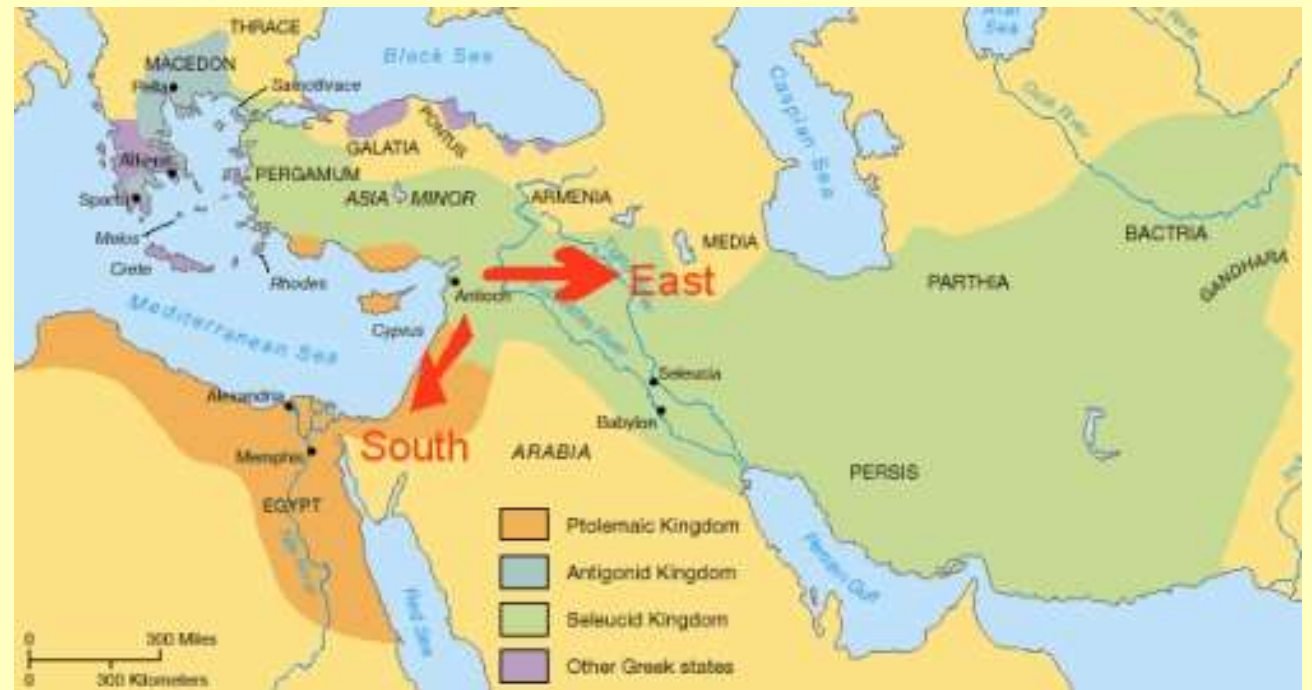 THRACE
Black Sea
MACEDON
Pella
Samothrace
Aral
Sea
Caspian Sea
PONTUS
GALATIA
Athens
PERGAMUM
Sparta
ASIA MINOR
ARMENIA
MEDIA
BACTRIA
GANDHARA
Melos
Crete
Rhodes
East
PARTHIA
Antioch
Cyprus
Mediterranean Sea
Seleucia
Alexandria
Babylon
South
ARABIA
Memphis
PERSIS
EGYPT
Ptolemaic Kingdom
Persian Gulf
Antigonid Kingdom
Red Sea
Seleucid Kingdom
0 300 Miles
Other Greek states
0 300 Kilometers